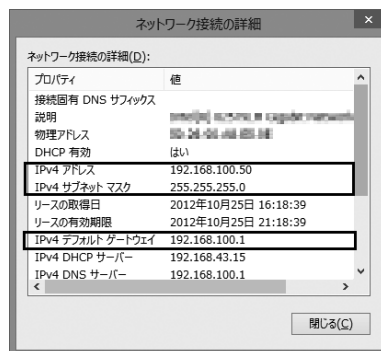 ネットワーク接続の詳細
ネットワーク接続の詳細(D):
プロパティ 値
接続固有 DNS サフィックス
説明
物理アドレス
DHCP 有効 はい
IPv4 アドレス 192.168.100.50
IPv4 サブネット マスク 255.255.255.0
リースの取得日 2012年10月25日 16:18:39
リースの有効期限 2012年10月25日 21:18:39
IPv4 デフォルト ゲートウェイ 192.168.100.1
IPv4 DHCP サーバー 192.168.43.15
IPv4 DNS サーバー 192.168.100.1
閉じる(C)